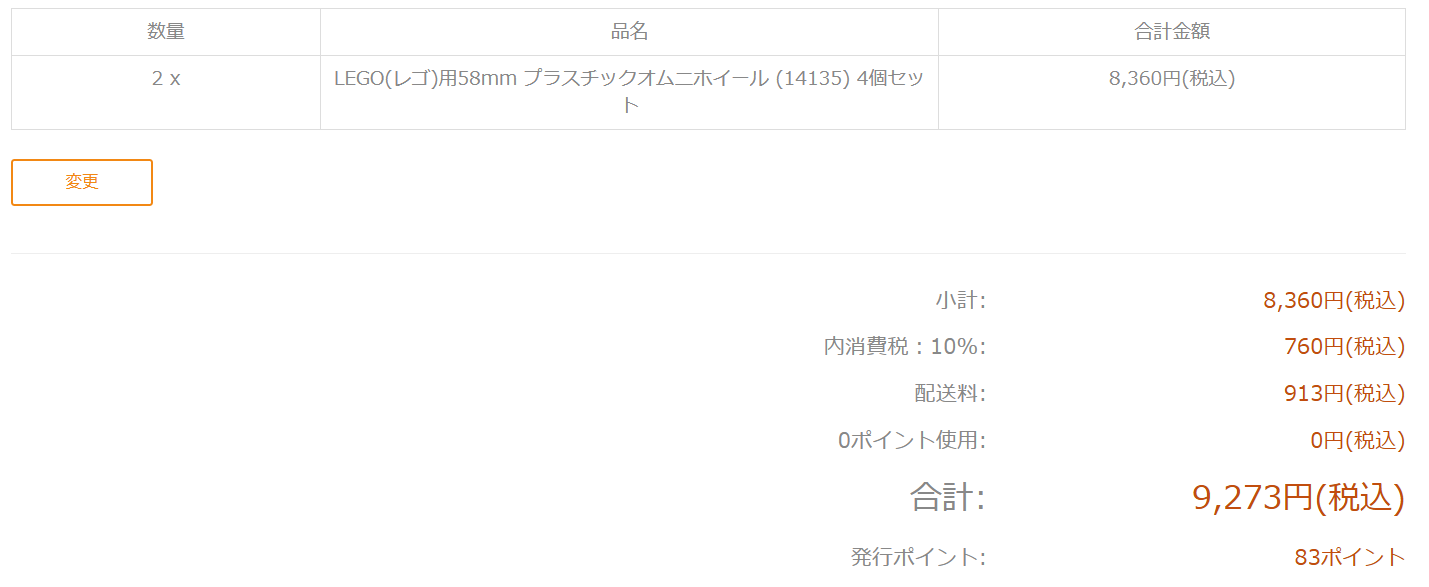 数量 品名 合計金額
2 x LEGO(レゴ)用58mm プラスチックオムニホイール (14135) 4個セッ 8,360円(税込)
ト
変更
小計: 8,360円(税込)
内消費税：10%: 760円(税込)
配送料: 913円(税込)
0ポイント使用: 0円(税込)
合計: 9,273円(税込)
発行ポイント: 83ポイント